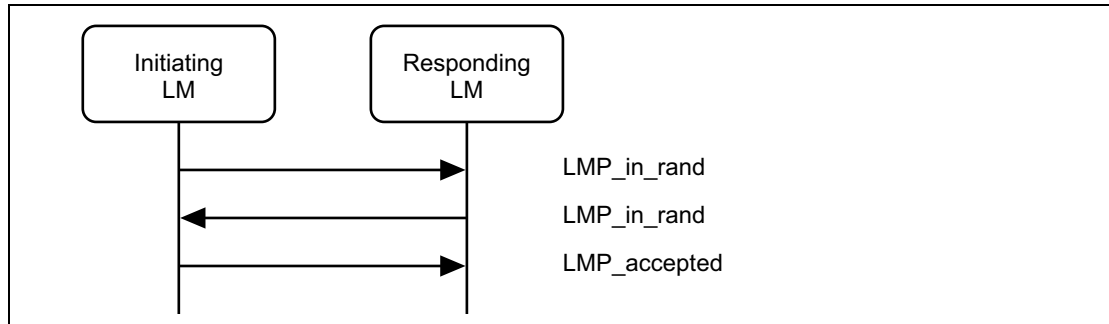 Initiating
LM
Responding
LM
LMP_in_rand
LMP_in_rand
LMP_accepted